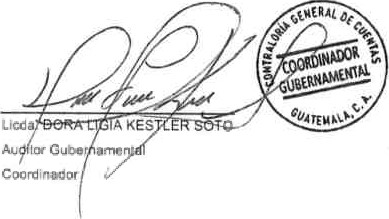 CONTRALORÍA GENERAL DE CUENTAS
COORDINADOR
GUBERNAMENTAL
GUATEMALA, C.A.
Licda. DORA LIGIA KESTLER SOTO
Auditor Gubernamental
Coordinador